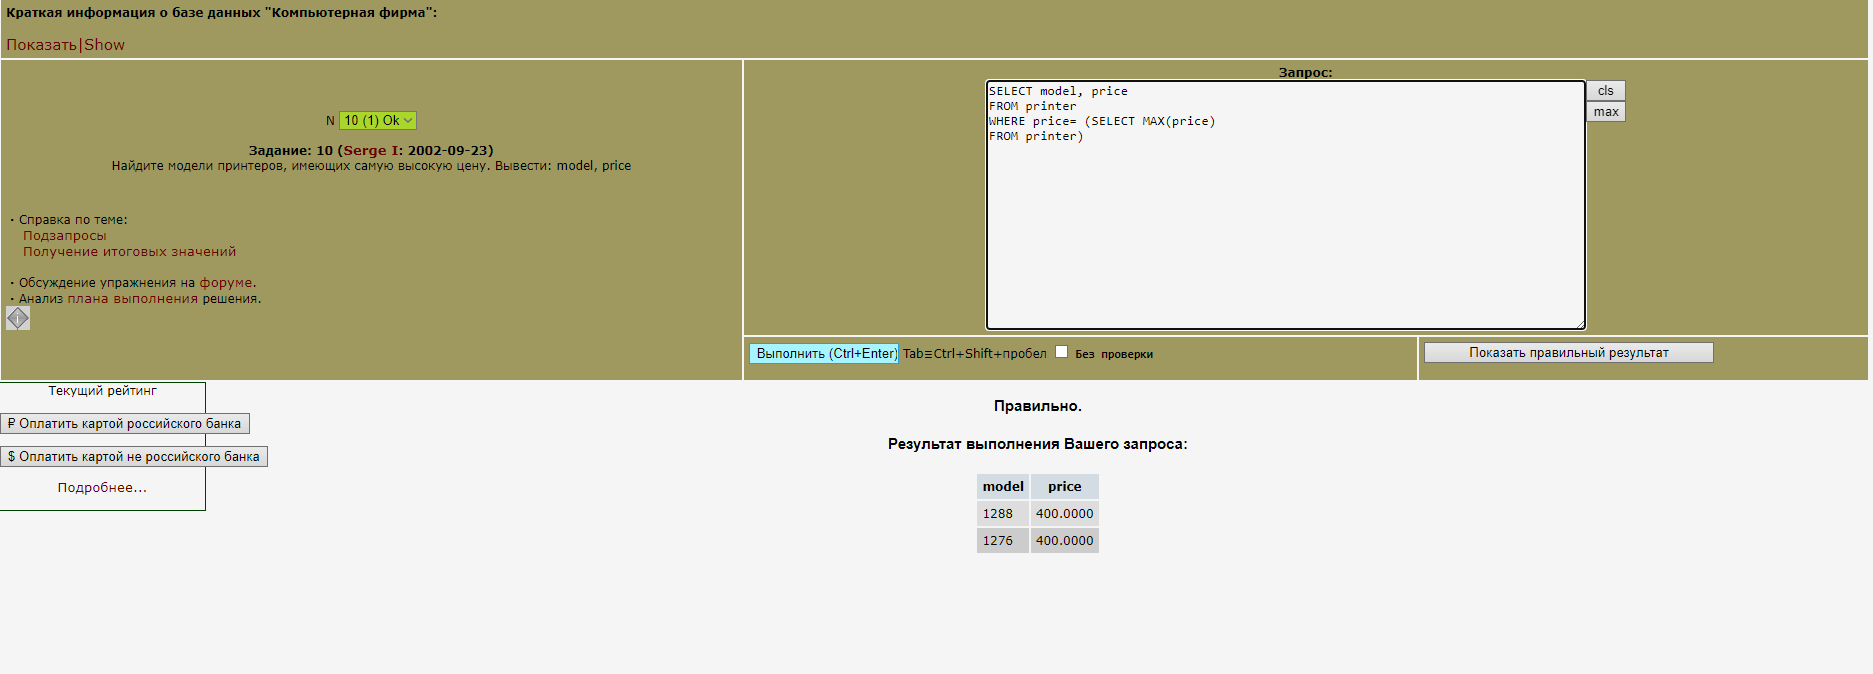 Краткая информация о базе данных "Компьютерная фирма":
Показать|Show
N 10 (1) Ok
Задание: 10 (Serge I: 2002-09-23)
Найдите модели принтеров, имеющих самую высокую цену. Вывести: model, price
· Справка по теме:
Подзапросы
Получение итоговых значений
· Обсуждение упражнения на форуме.
· Анализ плана выполнения решения.
i
Запрос:
SELECT model, price
FROM printer
WHERE price= (SELECT MAX(price)
FROM printer)
cls
max
Выполнить (Ctrl+Enter) Tab≡Ctrl+Shift+пробел Без проверки
Показать правильный результат
Текущий рейтинг
₽ Оплатить картой российского банка
$ Оплатить картой не российского банка
Подробнее...
Правильно.
Результат выполнения Вашего запроса:
model price
1288 400.0000
1276 400.0000